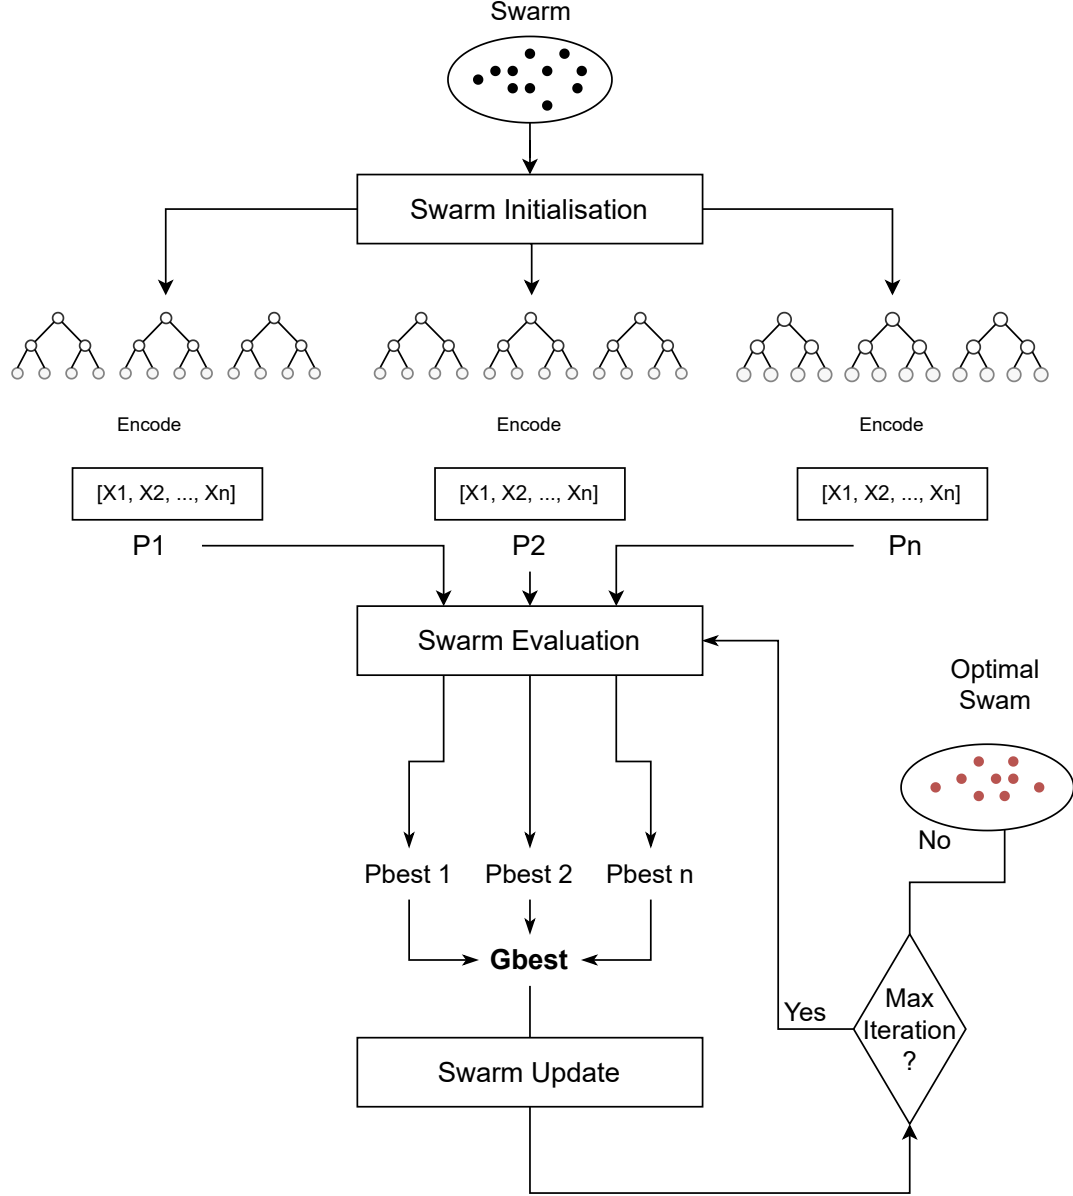 Swarm
Swarm Initialisation
Encode
Encode
Encode
[X1, X2, ..., Xn]
[X1, X2, ..., Xn]
[X1, X2, ..., Xn]
P1
P2
Pn
Swarm Evaluation
Optimal
Swam
No
Pbest 1
Pbest 2
Pbest n
Gbest
Max
Iteration
?
Yes
Swarm Update